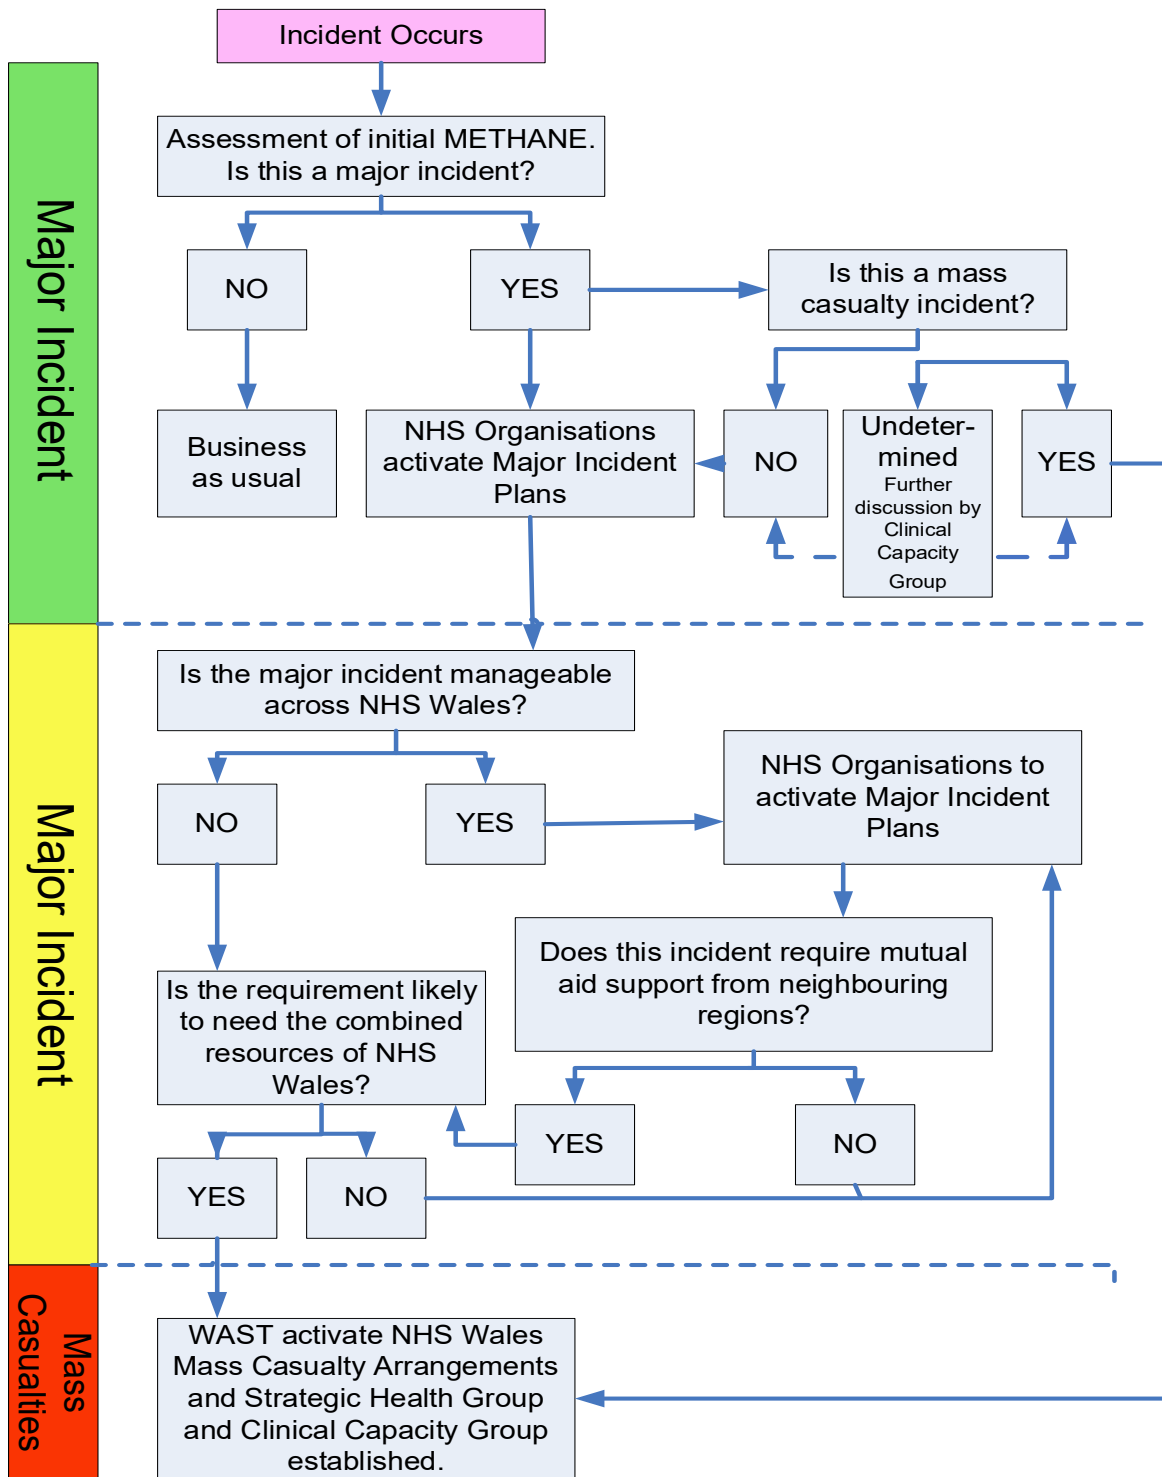 Incident Occurs
Major Incident
Assessment of initial METHANE.
Is this a major incident?
NO
YES
Is this a mass
casualty incident?
Business
as usual
NHS Organisations
activate Major Incident
Plans
NO
Undeter-
mined
Further
discussion by
Clinical
Capacity
Group
YES
Major Incident
Is the major incident manageable
across NHS Wales?
NO
YES
NHS Organisations to
activate Major Incident
Plans
Does this incident require mutual
aid support from neighbouring
regions?
Is the requirement likely
to need the combined
resources of NHS
Wales?
YES
NO
YES
NO
Mass
Casualties
WAST activate NHS Wales
Mass Casualty Arrangements
and Strategic Health Group
and Clinical Capacity Group
established.